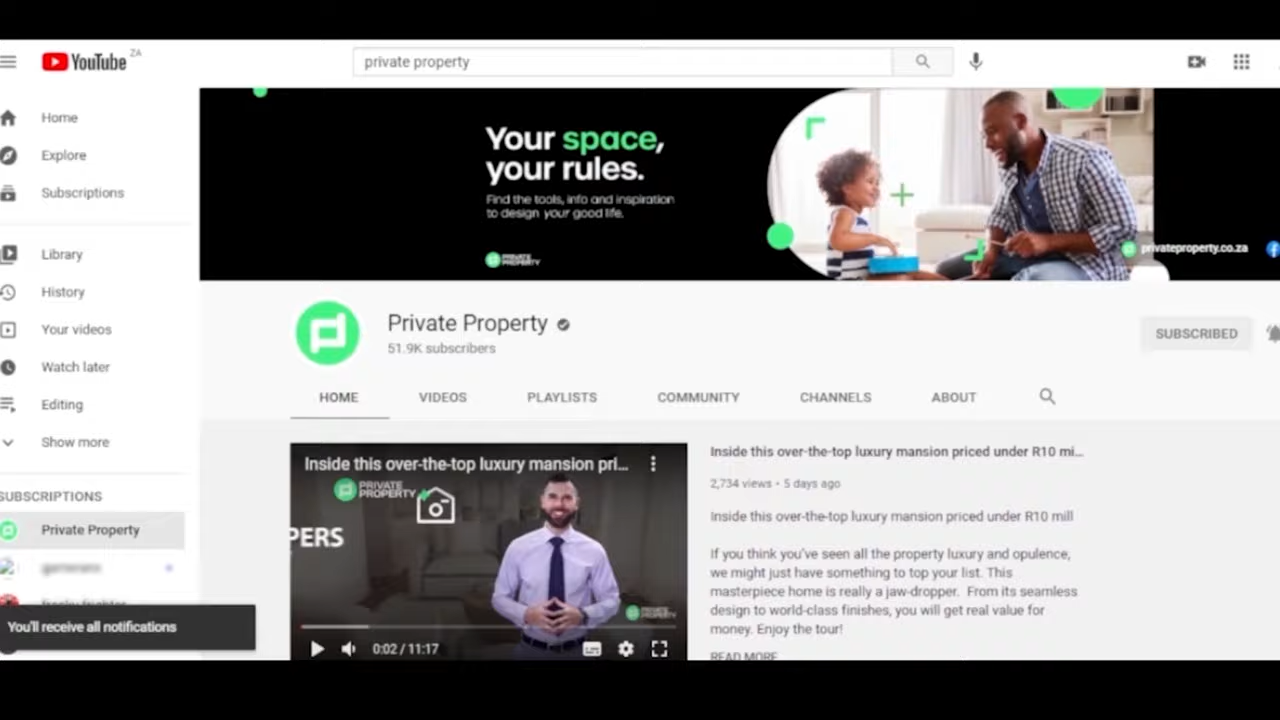 YouTube ZA
private property
Home
Explore
Subscriptions
Library
History
Your videos
Watch later
Editing
Show more
SUBSCRIPTIONS
Private Property
You'll receive all notifications
Your space,
your rules.
Find the tools, info and inspiration
to design your good life.
PRIVATE
PROPERTY
privateproperty.co.za
Private Property
51.9K subscribers
SUBSCRIBED
HOME
VIDEOS
PLAYLISTS
COMMUNITY
CHANNELS
ABOUT
Inside this over-the-top luxury mansion pri...
PRIVATE
PROPERTY
PERS
PRIVATE
PROPERTY
0:02 / 11:17
Inside this over-the-top luxury mansion priced under R10 mi...
2,734 views • 5 days ago
Inside this over-the-top luxury mansion priced under R10 mill
If you think you've seen all the property luxury and opulence,
we might just have something to top your list. This
masterpiece home is really a jaw-dropper. From its seamless
design to world-class finishes, you will get real value for
money. Enjoy the tour!
READ MORE